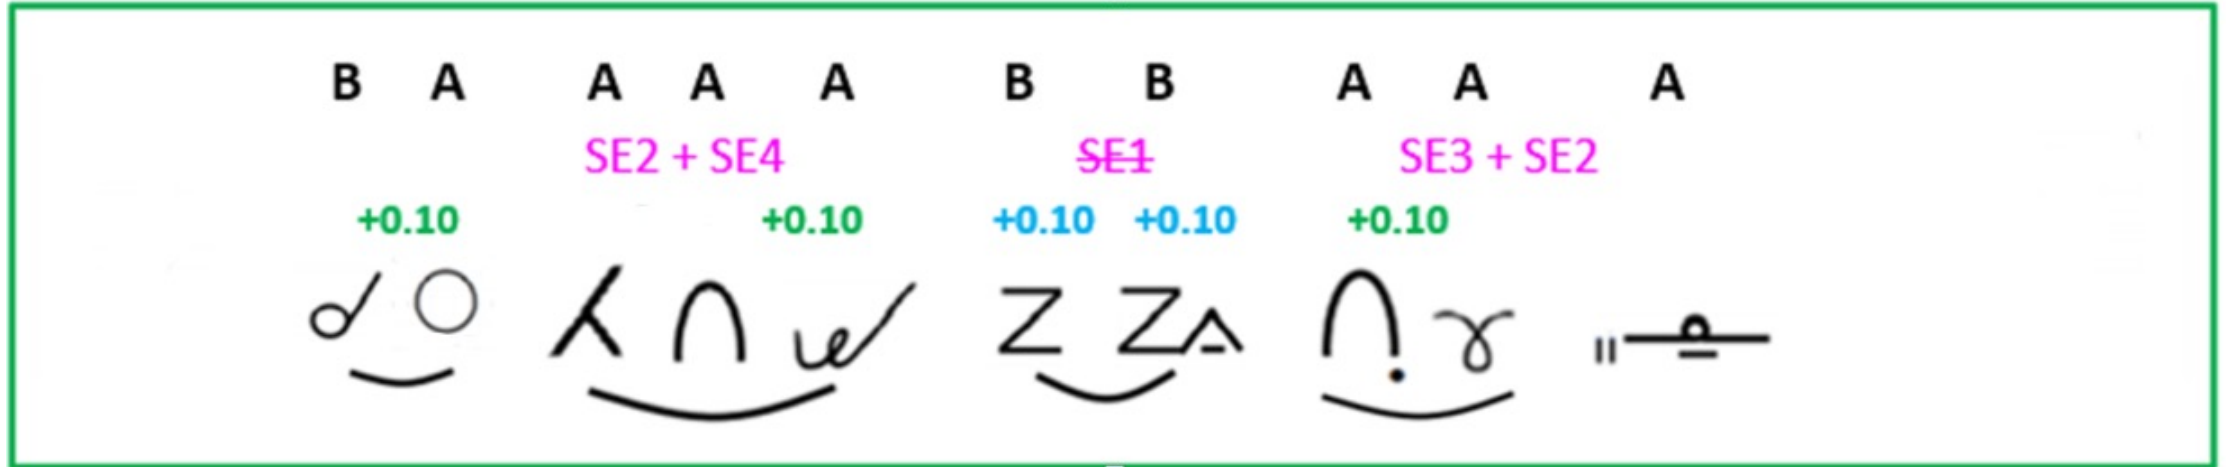 B A A A A B B A A A
SE2 + SE4 SE1 SE3 + SE2
+0.10 +0.10 +0.10 +0.10 +0.10